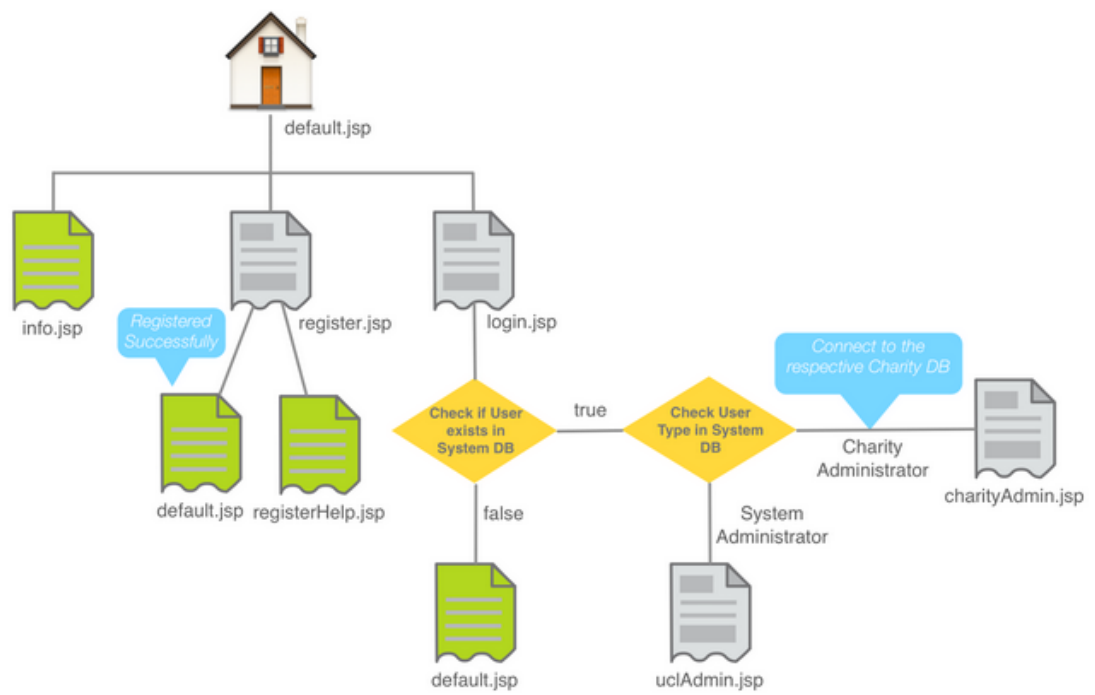 default.jsp
info.jsp
register.jsp
login.jsp
Registered
Successfully
Connect to the
respective Charity DB
Check if User
exists in
System DB
true
Check User
Type in System
DB
Charity
Administrator
charityAdmin.jsp
default.jsp
registerHelp.jsp
false
System
Administrator
default.jsp
uclAdmin.jsp